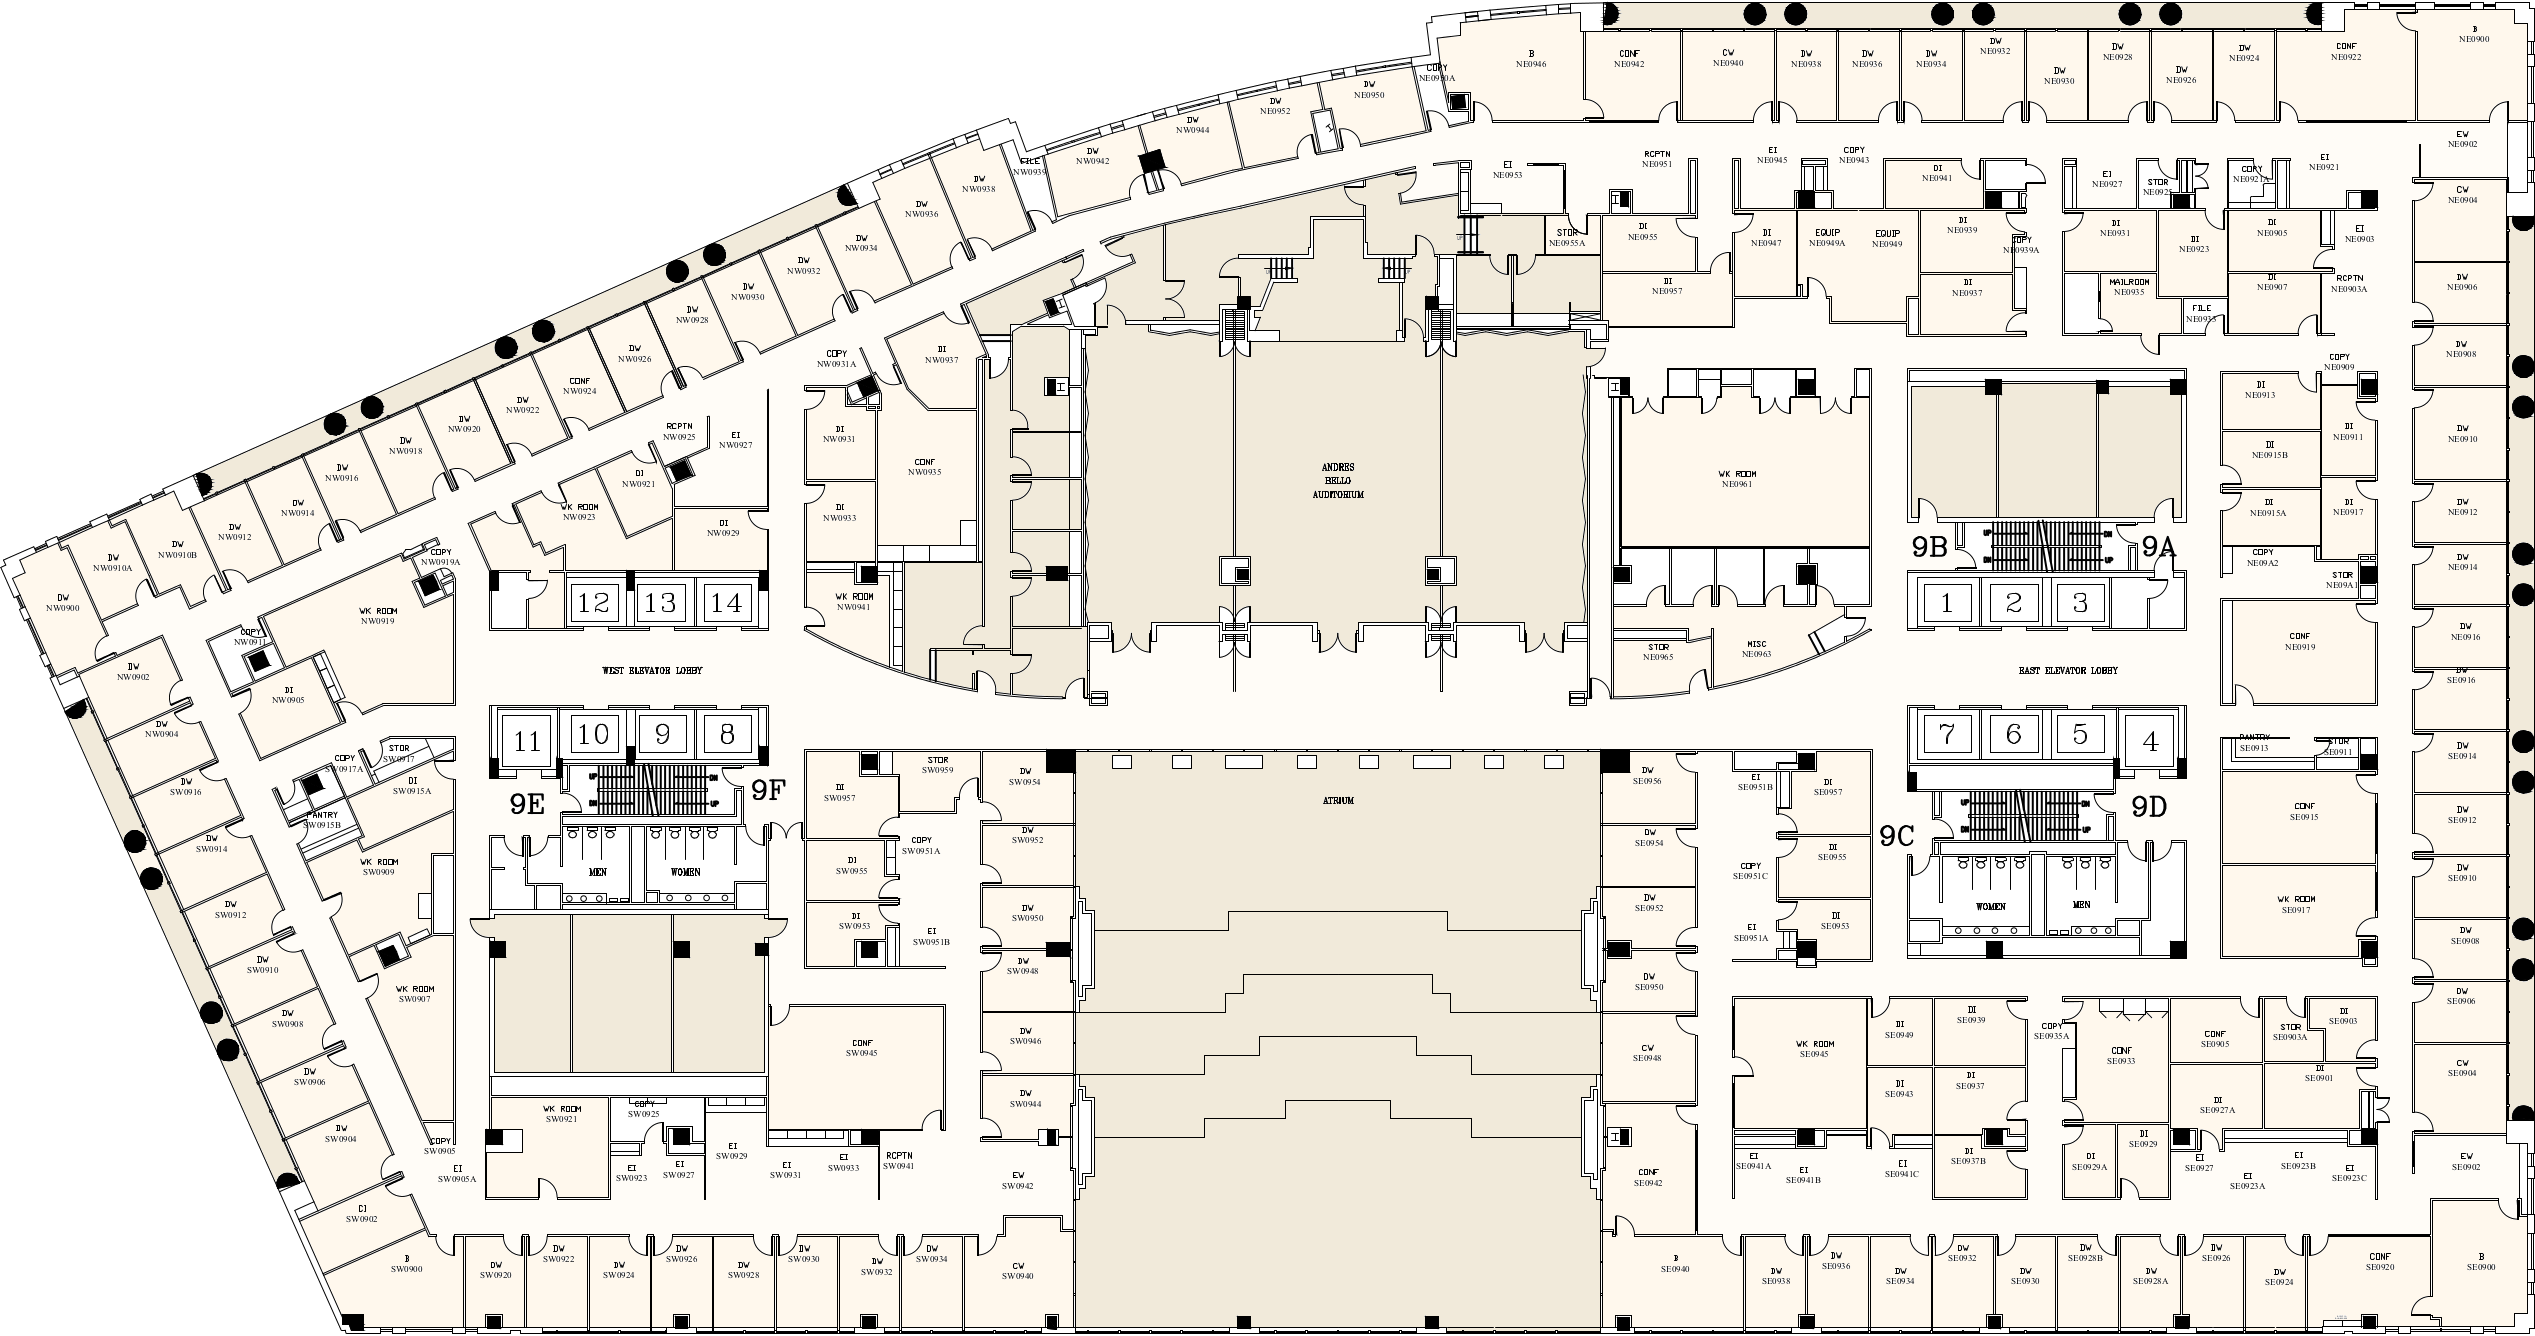 B
NE0946
CONF
NE0942
CW
NE0940
DW
NE0938
DW
NE0936
DW
NE0934
DW
NE0932
DW
NE0930
DW
NE0928
DW
NE0926
DW
NE0924
CONF
NE0922
B
NE0900
COPY
NE0950A
DW
NE0950
DW
NE0952
DW
NW0944
DW
NW0942
FILE
NW0939
DW
NW0938
DW
NW0936
DW
NW0934
DW
NW0932
DW
NW0930
DW
NW0928
DW
NW0926
CONF
NW0924
DW
NW0922
DW
NW0920
DW
NW0918
DW
NW0916
DW
NW0914
DW
NW0912
DW
NW0910B
DW
NW0910A
DW
NW0900
EI
NE0953
RCPTN
NE0951
EI
NE0945
COPY
NE0943
DI
NE0941
EI
NE0927
STOR
NE0925
COPY
NE0921A
EI
NE0921
EW
NE0902
CW
NE0904
STOR
NE0955A
DI
NE0955
DI
NE0947
EQUIP
NE0949A
EQUIP
NE0949
DI
NE0939
COPY
NE0939A
DI
NE0931
DI
NE0923
DI
NE0905
EI
NE0903
DI
NE0957
DI
NE0937
MAILROOM
NE0935
FILE
NE0933
DI
NE0907
RCPTN
NE0903A
DW
NE0906
DW
NE0908
COPY
NE0909
COPY
NW0931A
DI
NW0937
RCPTN
NW0925
EI
NW0927
DI
NW0931
CONF
NW0935
DI
NW0921
WK ROOM
NW0923
DI
NW0929
DI
NW0933
ANDRES
BELLO
AUDITORIUM
WK ROOM
NE0961
DI
NE0913
DI
NE0911
DI
NE0915B
DI
NE0915A
DI
NE0917
DW
NE0910
DW
NE0912
DW
NE0914
9B
UP
DN
DN
UP
9A
COPY
NE09A2
STOR
NE09A1
COPY
NW0919A
WK ROOM
NW0919
COPY
NW0911
DI
NW0905
DW
NW0902
DW
NW0904
12
13
14
WK ROOM
NW0941
1
2
3
CONF
NE0919
DW
NE0916
WEST ELEVATOR LOBBY
STOR
NE0965
MISC
NE0963
EAST ELEVATOR LOBBY
DW
SE0916
11
10
9
8
7
6
5
4
PANTRY
SE0913
STOR
SE0911
DW
SE0914
STOR
SW0917
COPY
SW0917A
DI
SW0915A
PANTRY
SW0915B
DW
SW0916
DW
SW0914
DW
SW0912
DW
SW0910
DW
SW0908
DW
SW0906
DW
SW0904
CI
SW0902
B
SW0900
9E
UP
DN
DN
UP
9F
MEN
WOMEN
DI
SW0957
STOR
SW0959
DW
SW0954
DW
SW0952
COPY
SW0951A
DI
SW0955
DI
SW0953
EI
SW0951B
DW
SW0950
DW
SW0948
DW
SW0946
DW
SW0944
ATRIUM
DW
SE0956
DW
SE0954
DW
SE0952
DW
SE0950
CW
SE0948
CONF
SE0942
EI
SE0951B
DI
SE0957
DI
SE0955
COPY
SE0951C
DI
SE0953
EI
SE0951A
9C
UP
DN
DN
UP
9D
WOMEN
MEN
CONF
SE0915
WK ROOM
SE0917
DW
SE0912
DW
SE0910
DW
SE0908
DW
SE0906
CW
SE0904
WK ROOM
SW0909
WK ROOM
SW0907
COPY
SW0905
EI
SW0905A
CONF
SW0945
WK ROOM
SW0921
COPY
SW0925
EI
SW0923
EI
SW0927
EI
SW0929
EI
SW0931
EI
SW0933
RCPTN
SW0941
EW
SW0942
WK ROOM
SE0945
DI
SE0949
DI
SE0939
DI
SE0943
DI
SE0937
COPY
SE0935A
CONF
SE0933
CONF
SE0905
STOR
SE0903A
DI
SE0903
DI
SE0901
DI
SE0927A
EI
SE0941A
EI
SE0941B
EI
SE0941C
DI
SE0937B
DI
SE0929A
DI
SE0929
EI
SE0927
EI
SE0923A
EI
SE0923B
EI
SE0923C
EW
SE0902
DW
SW0920
DW
SW0922
DW
SW0924
DW
SW0926
DW
SW0928
DW
SW0930
DW
SW0932
DW
SW0934
CW
SW0940
B
SE0940
DW
SE0938
DW
SE0936
DW
SE0934
DW
SE0932
DW
SE0930
DW
SE0928B
DW
SE0928A
DW
SE0926
DW
SE0924
CONF
SE0920
B
SE0900